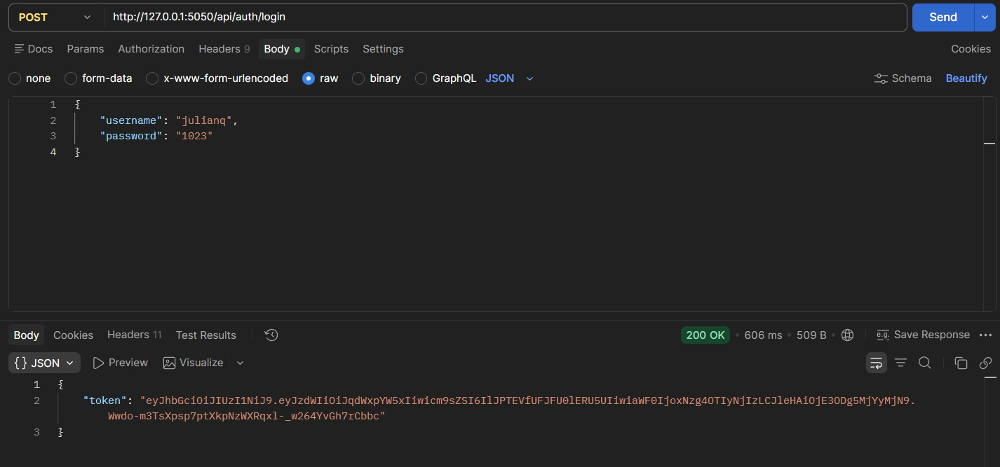 POST http://127.0.0.1:5050/api/auth/login Send
Docs Params Authorization Headers 9 Body Scripts Settings Cookies
none form-data x-www-form-urlencoded raw binary GraphQL JSON Schema Beautify
1 {
2 "username": "julianq",
3 "password": "1023"
4 }
Body Cookies Headers 11 Test Results 200 OK • 606 ms • 509 B • e.g. Save Response
{} JSON Preview Visualize
1 {
2 "token": "eyJhbGciOiJIUzI1NiJ9.eyJzdWIiOiJqdWxpYW5xIiwicm9sZSI6IlJPTEVfUFJFU0lERU5UIiwiaWF0IjoxNzg4OTIyNjIzLCJleHAiOjE3ODg5MjYyMjN9.
Wwdo-m3TsXpsp7ptXkpNzWXRqxl-_w264YvGh7rCbbc"
3 }